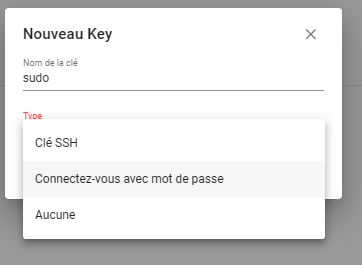 Nouveau Key
Nom de la clé
sudo
Type
Clé SSH
Connectez-vous avec mot de passe
Aucune